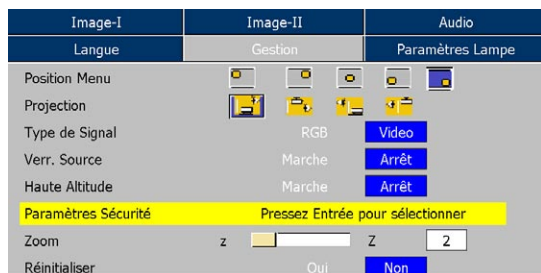 Image-I Image-II Audio
Langue Gestion Paramètres Lampe
Position Menu
Projection
Type de Signal RGB Video
Verr. Source Marche Arrêt
Haute Altitude Marche Arrêt
Paramètres Sécurité Pressez Entrée pour sélectionner
Zoom z Z 2
Réinitialiser Oui Non